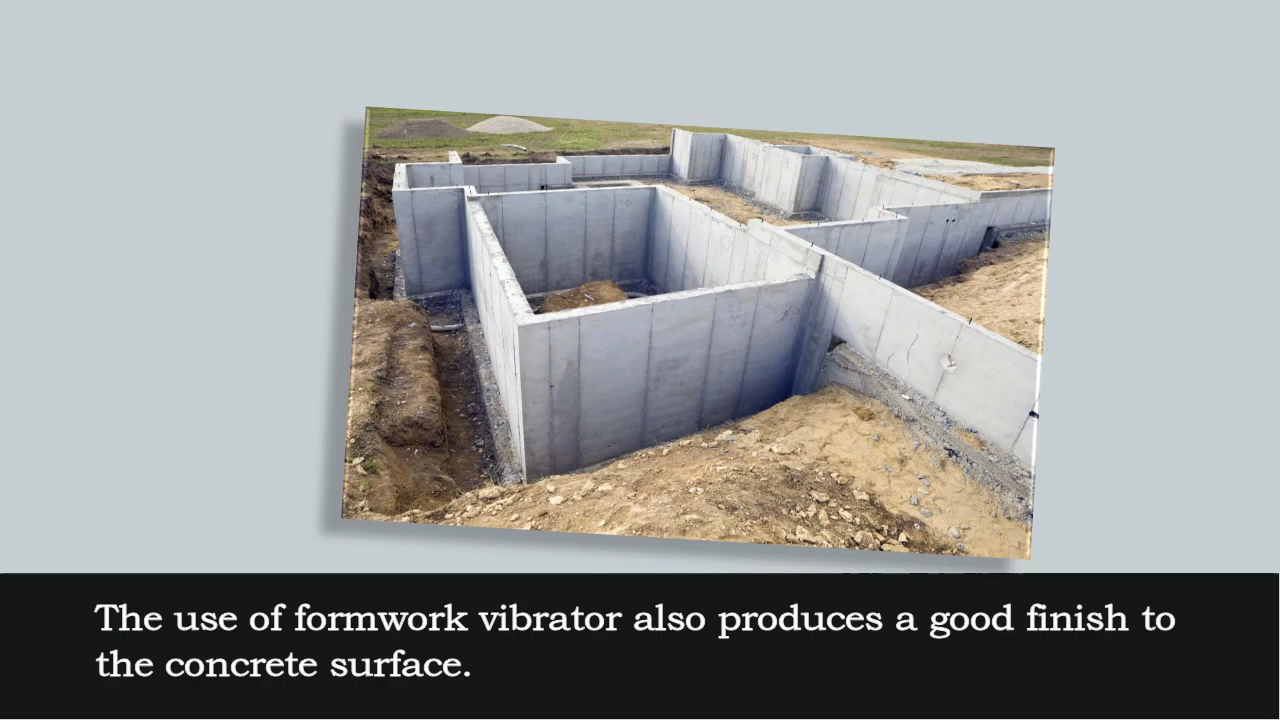 The use of formwork vibrator also produces a good finish to
the concrete surface.